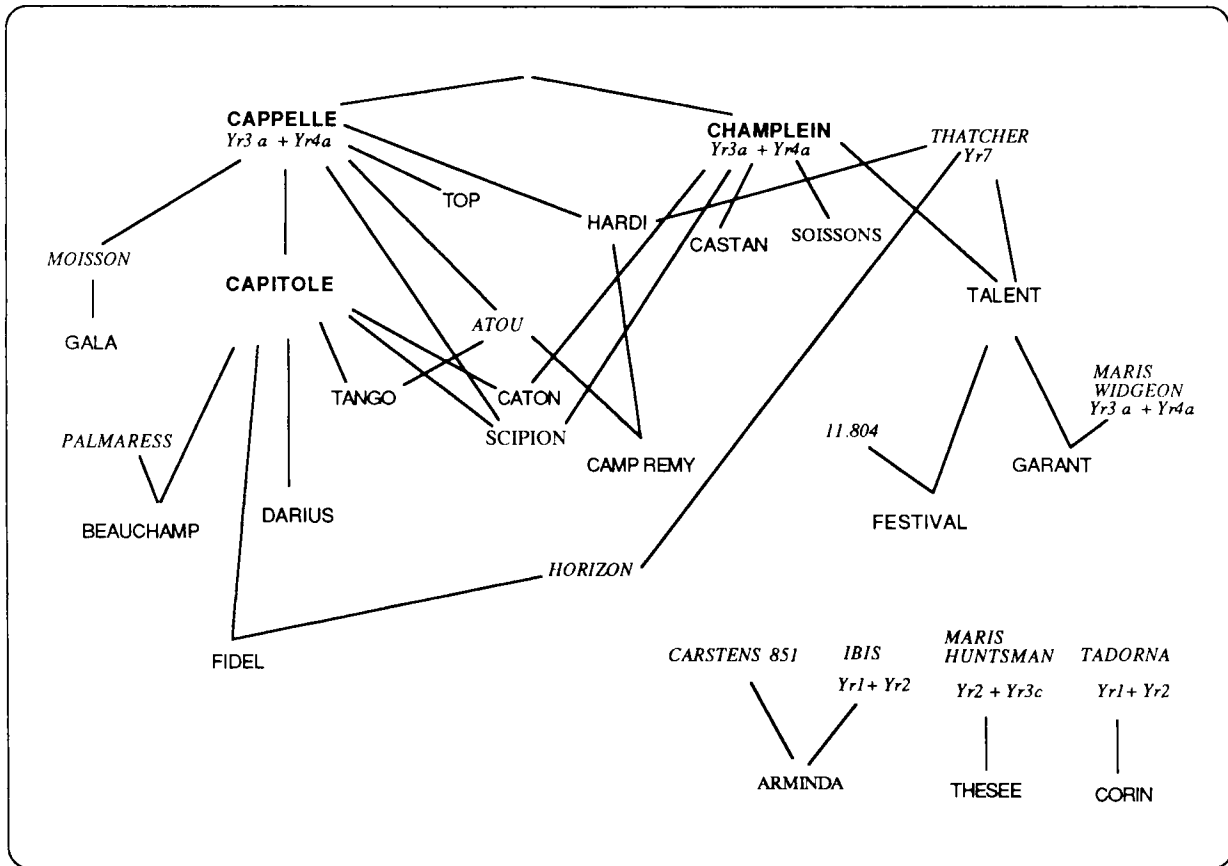 CAPPELLE
Yr3a + Yr4a
CHAMPLEIN
Yr3a + Yr4a
THATCHER
Yr7
TOP
HARDI
CASTAN
SOISSONS
MOISSON
CAPITOLE
TALENT
GALA
ATOU
TANGO
CATON
MARIS
WIDGEON
Yr3a + Yr4a
PALMARESS
SCIPION
11.804
CAMP REMY
GARANT
BEAUCHAMP
DARIUS
FESTIVAL
HORIZON
FIDEL
CARSTENS 851
IBIS
Yr1+ Yr2
MARIS
HUNTSMAN
Yr2 + Yr3c
TADORNA
Yr1+ Yr2
ARMINDA
THESEE
CORIN